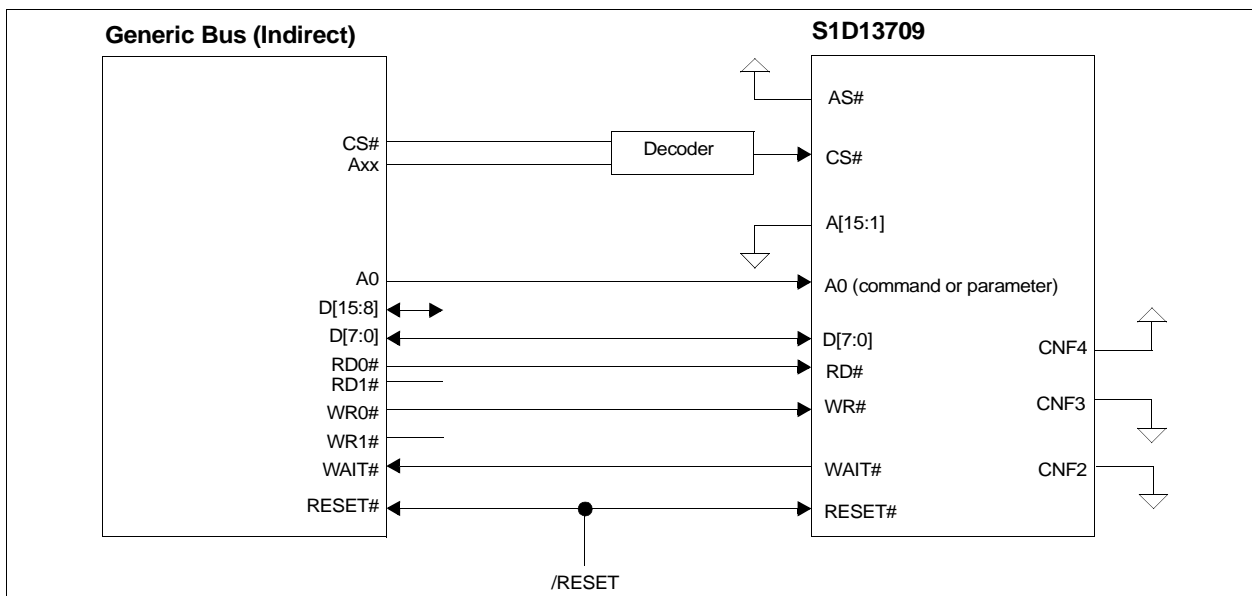 Generic Bus (Indirect)
S1D13709
AS#
CS#
Axx
Decoder
CS#
A[15:1]
A0
A0 (command or parameter)
D[15:8]
D[7:0]
D[7:0]
CNF4
RD0#
RD#
RD1#
WR0#
WR#
CNF3
WR1#
WAIT#
WAIT#
CNF2
RESET#
RESET#
/RESET